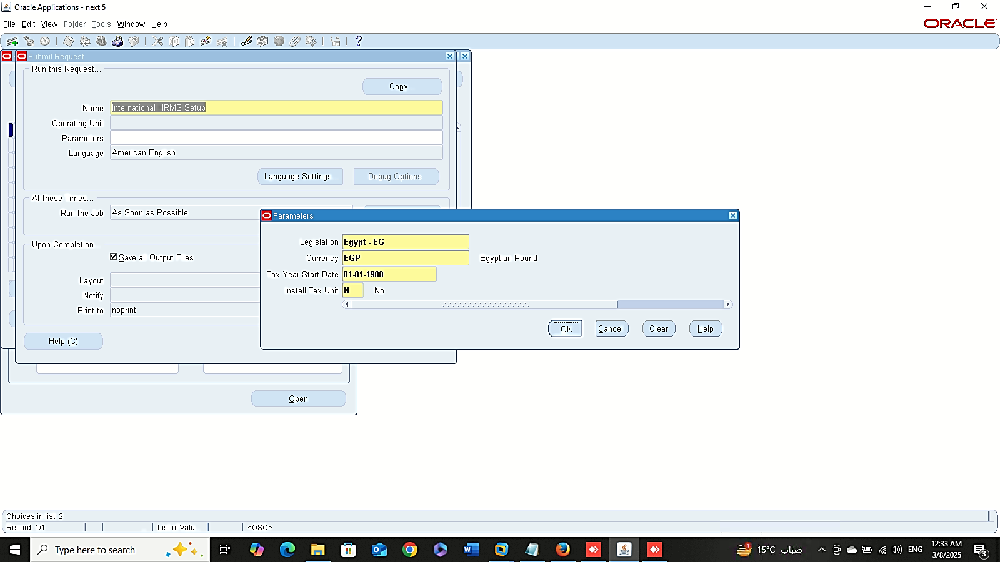 Oracle Applications - next 5
File Edit View Folder Tools Window Help
ORACLE
Submit Request
Run this Request...
Copy...
Name International HRMS Setup
Operating Unit
Parameters
Language American English
Language Settings...
Debug Options
At these Times...
Run the Job As Soon as Possible
Upon Completion...
Save all Output Files
Layout
Notify
Print to noprint
Help (C)
Open
Parameters
Legislation Egypt - EG
Currency EGP Egyptian Pound
Tax Year Start Date 01-01-1980
Install Tax Unit N No
OK Cancel Clear Help
Choices in list: 2
Record: 1/1 ... List of Valu... <OSC>
Type here to search
15°C ضباب
ENG
12:33 AM
3/8/2025
3